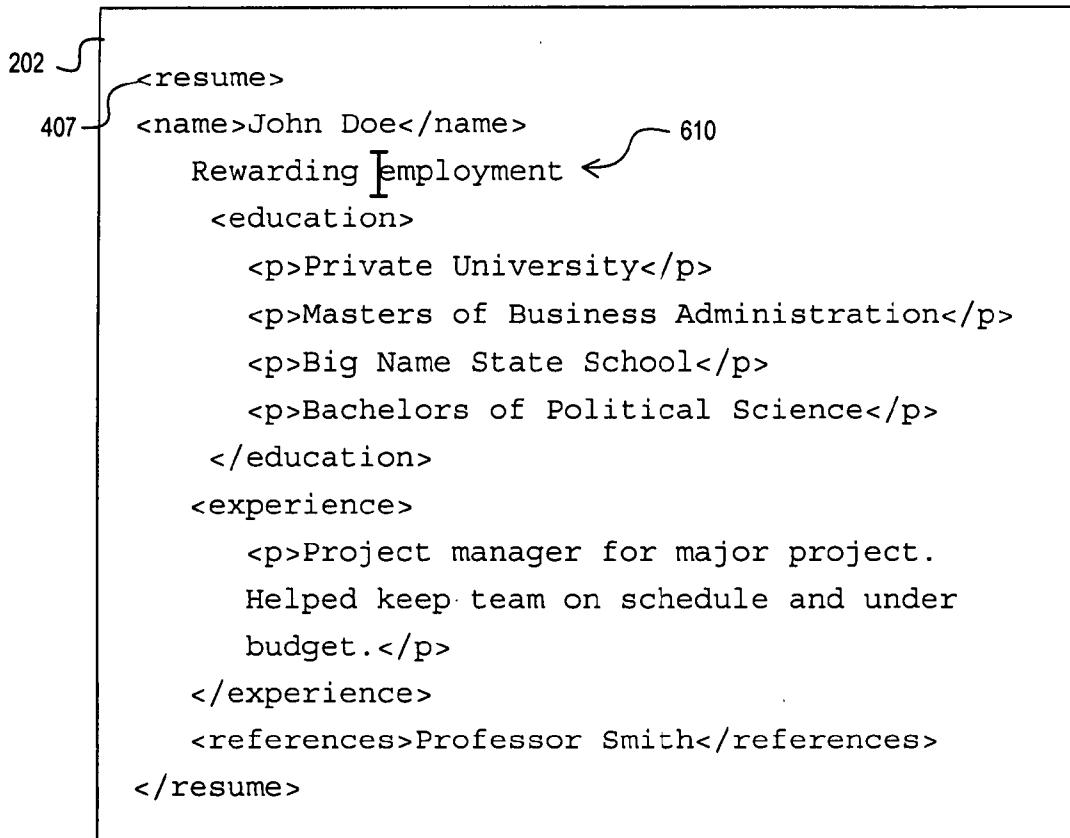 202
<resume>
407
<name>John Doe</name>
610
Rewarding employment
<education>
<p>Private University</p>
<p>Masters of Business Administration</p>
<p>Big Name State School</p>
<p>Bachelors of Political Science</p>
</education>
<experience>
<p>Project manager for major project.
Helped keep team on schedule and under
budget.</p>
</experience>
<references>Professor Smith</references>
</resume>